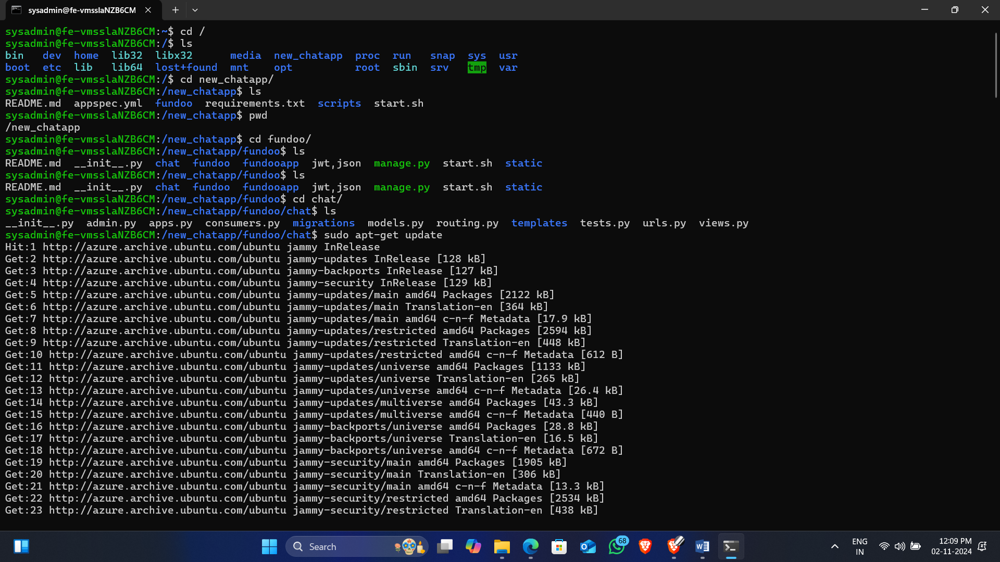 sysadmin@fe-vmsslaNZB6CM
sysadmin@fe-vmsslaNZB6CM:~$ cd /
sysadmin@fe-vmsslaNZB6CM:/$ ls
bin dev home lib32 libx32 media new_chatapp proc run snap sys usr
boot etc lib lib64 lost+found mnt opt root sbin srv tmp var
sysadmin@fe-vmsslaNZB6CM:/$ cd new_chatapp/
sysadmin@fe-vmsslaNZB6CM:/new_chatapp$ ls
README.md appspec.yml fundoo requirements.txt scripts start.sh
sysadmin@fe-vmsslaNZB6CM:/new_chatapp$ pwd
/new_chatapp
sysadmin@fe-vmsslaNZB6CM:/new_chatapp$ cd fundoo/
sysadmin@fe-vmsslaNZB6CM:/new_chatapp/fundoo$ ls
README.md __init__.py chat fundoo fundooapp jwt,json manage.py start.sh static
sysadmin@fe-vmsslaNZB6CM:/new_chatapp/fundoo$ ls
README.md __init__.py chat fundoo fundooapp jwt,json manage.py start.sh static
sysadmin@fe-vmsslaNZB6CM:/new_chatapp/fundoo$ cd chat/
sysadmin@fe-vmsslaNZB6CM:/new_chatapp/fundoo/chat$ ls
__init__.py admin.py apps.py consumers.py migrations models.py routing.py templates tests.py urls.py views.py
sysadmin@fe-vmsslaNZB6CM:/new_chatapp/fundoo/chat$ sudo apt-get update
Hit:1 http://azure.archive.ubuntu.com/ubuntu jammy InRelease
Get:2 http://azure.archive.ubuntu.com/ubuntu jammy-updates InRelease [128 kB]
Get:3 http://azure.archive.ubuntu.com/ubuntu jammy-backports InRelease [127 kB]
Get:4 http://azure.archive.ubuntu.com/ubuntu jammy-security InRelease [129 kB]
Get:5 http://azure.archive.ubuntu.com/ubuntu jammy-updates/main amd64 Packages [2122 kB]
Get:6 http://azure.archive.ubuntu.com/ubuntu jammy-updates/main Translation-en [364 kB]
Get:7 http://azure.archive.ubuntu.com/ubuntu jammy-updates/main amd64 c-n-f Metadata [17.9 kB]
Get:8 http://azure.archive.ubuntu.com/ubuntu jammy-updates/restricted amd64 Packages [2594 kB]
Get:9 http://azure.archive.ubuntu.com/ubuntu jammy-updates/restricted Translation-en [448 kB]
Get:10 http://azure.archive.ubuntu.com/ubuntu jammy-updates/restricted amd64 c-n-f Metadata [612 B]
Get:11 http://azure.archive.ubuntu.com/ubuntu jammy-updates/universe amd64 Packages [1133 kB]
Get:12 http://azure.archive.ubuntu.com/ubuntu jammy-updates/universe Translation-en [265 kB]
Get:13 http://azure.archive.ubuntu.com/ubuntu jammy-updates/universe amd64 c-n-f Metadata [26.4 kB]
Get:14 http://azure.archive.ubuntu.com/ubuntu jammy-updates/multiverse amd64 Packages [43.3 kB]
Get:15 http://azure.archive.ubuntu.com/ubuntu jammy-updates/multiverse amd64 c-n-f Metadata [440 B]
Get:16 http://azure.archive.ubuntu.com/ubuntu jammy-backports/universe amd64 Packages [28.8 kB]
Get:17 http://azure.archive.ubuntu.com/ubuntu jammy-backports/universe Translation-en [16.5 kB]
Get:18 http://azure.archive.ubuntu.com/ubuntu jammy-backports/universe amd64 c-n-f Metadata [672 B]
Get:19 http://azure.archive.ubuntu.com/ubuntu jammy-security/main amd64 Packages [1905 kB]
Get:20 http://azure.archive.ubuntu.com/ubuntu jammy-security/main Translation-en [306 kB]
Get:21 http://azure.archive.ubuntu.com/ubuntu jammy-security/main amd64 c-n-f Metadata [13.3 kB]
Get:22 http://azure.archive.ubuntu.com/ubuntu jammy-security/restricted amd64 Packages [2534 kB]
Get:23 http://azure.archive.ubuntu.com/ubuntu jammy-security/restricted Translation-en [438 kB]
Search
68
ENG
IN
12:09 PM
02-11-2024